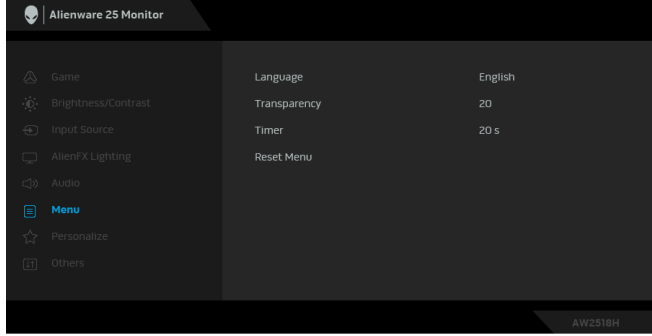 Alienware 25 Monitor
Game
Brightness/Contrast
Input Source
AlienFX Lighting
Audio
Menu
Personalize
Others
Language English
Transparency 20
Timer 20 s
Reset Menu
AW2518H